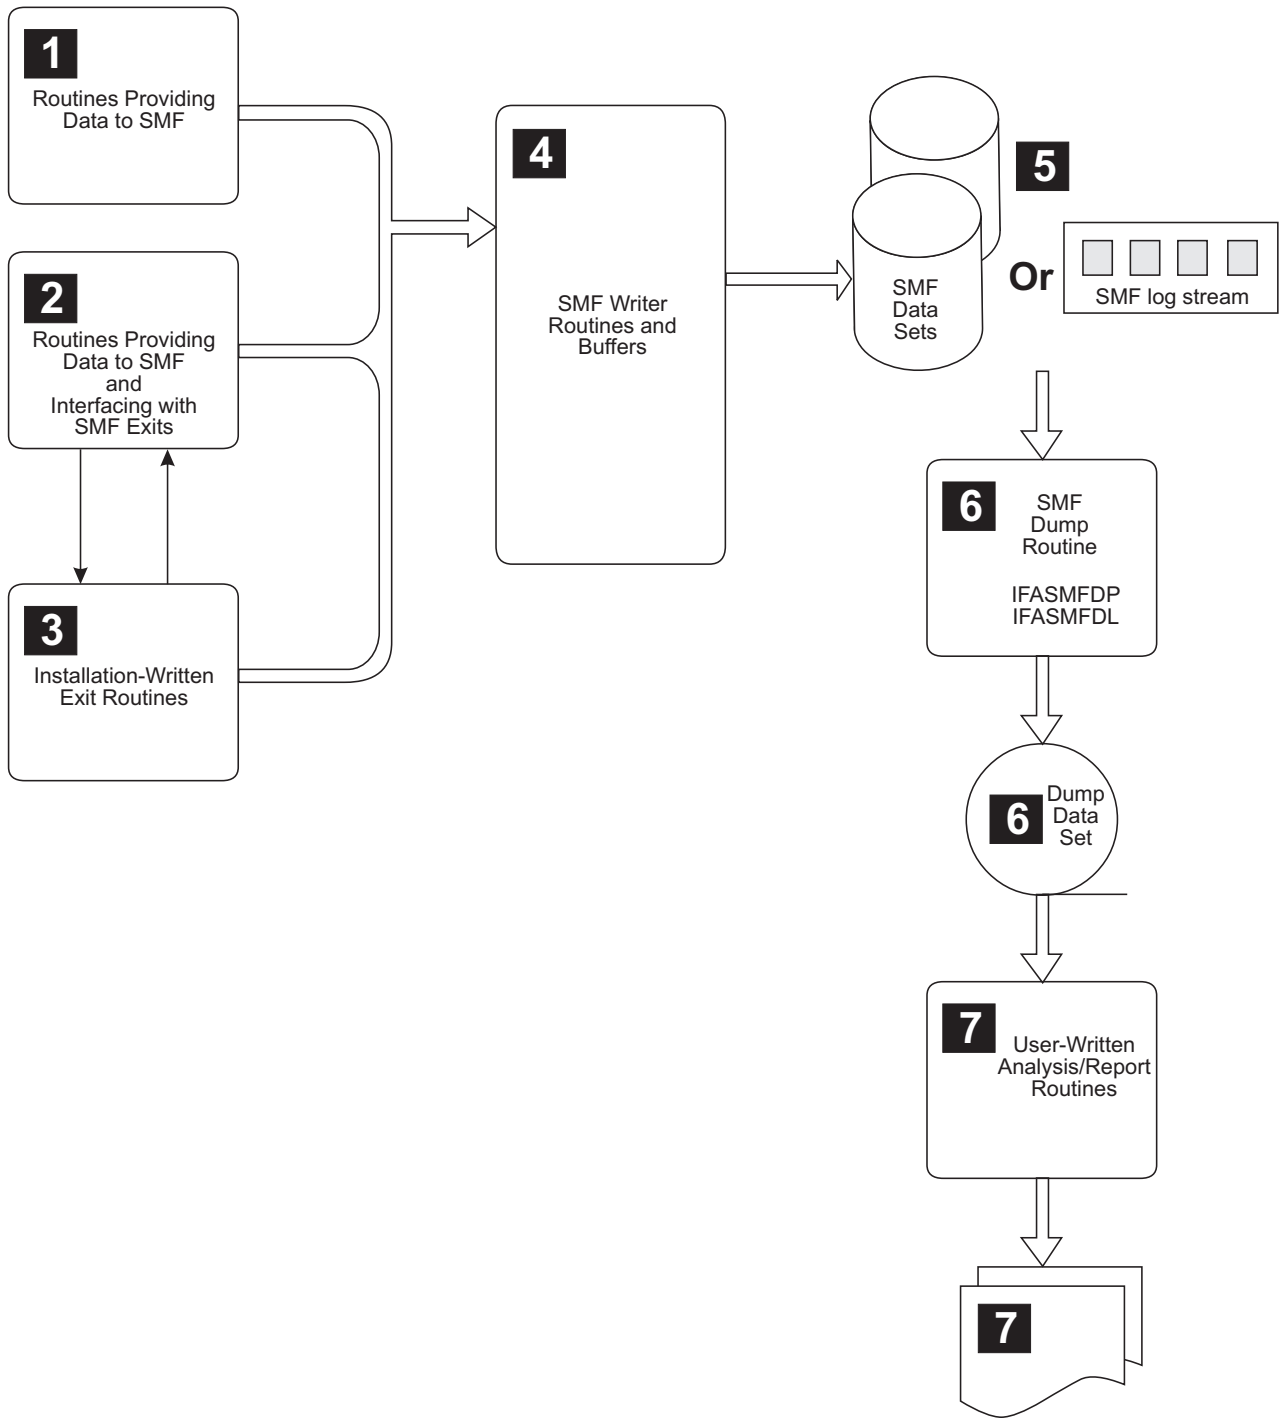 1
Routines Providing
Data to SMF
2
Routines Providing
Data to SMF
and
Interfacing with
SMF Exits
3
Installation-Written
Exit Routines
4
SMF Writer
Routines and
Buffers
5
SMF
Data
Sets
Or
SMF log stream
6
SMF
Dump
Routine
IFASMFDP
IFASMFDL
6
Dump
Data
Set
7
User-Written
Analysis/Report
Routines
7